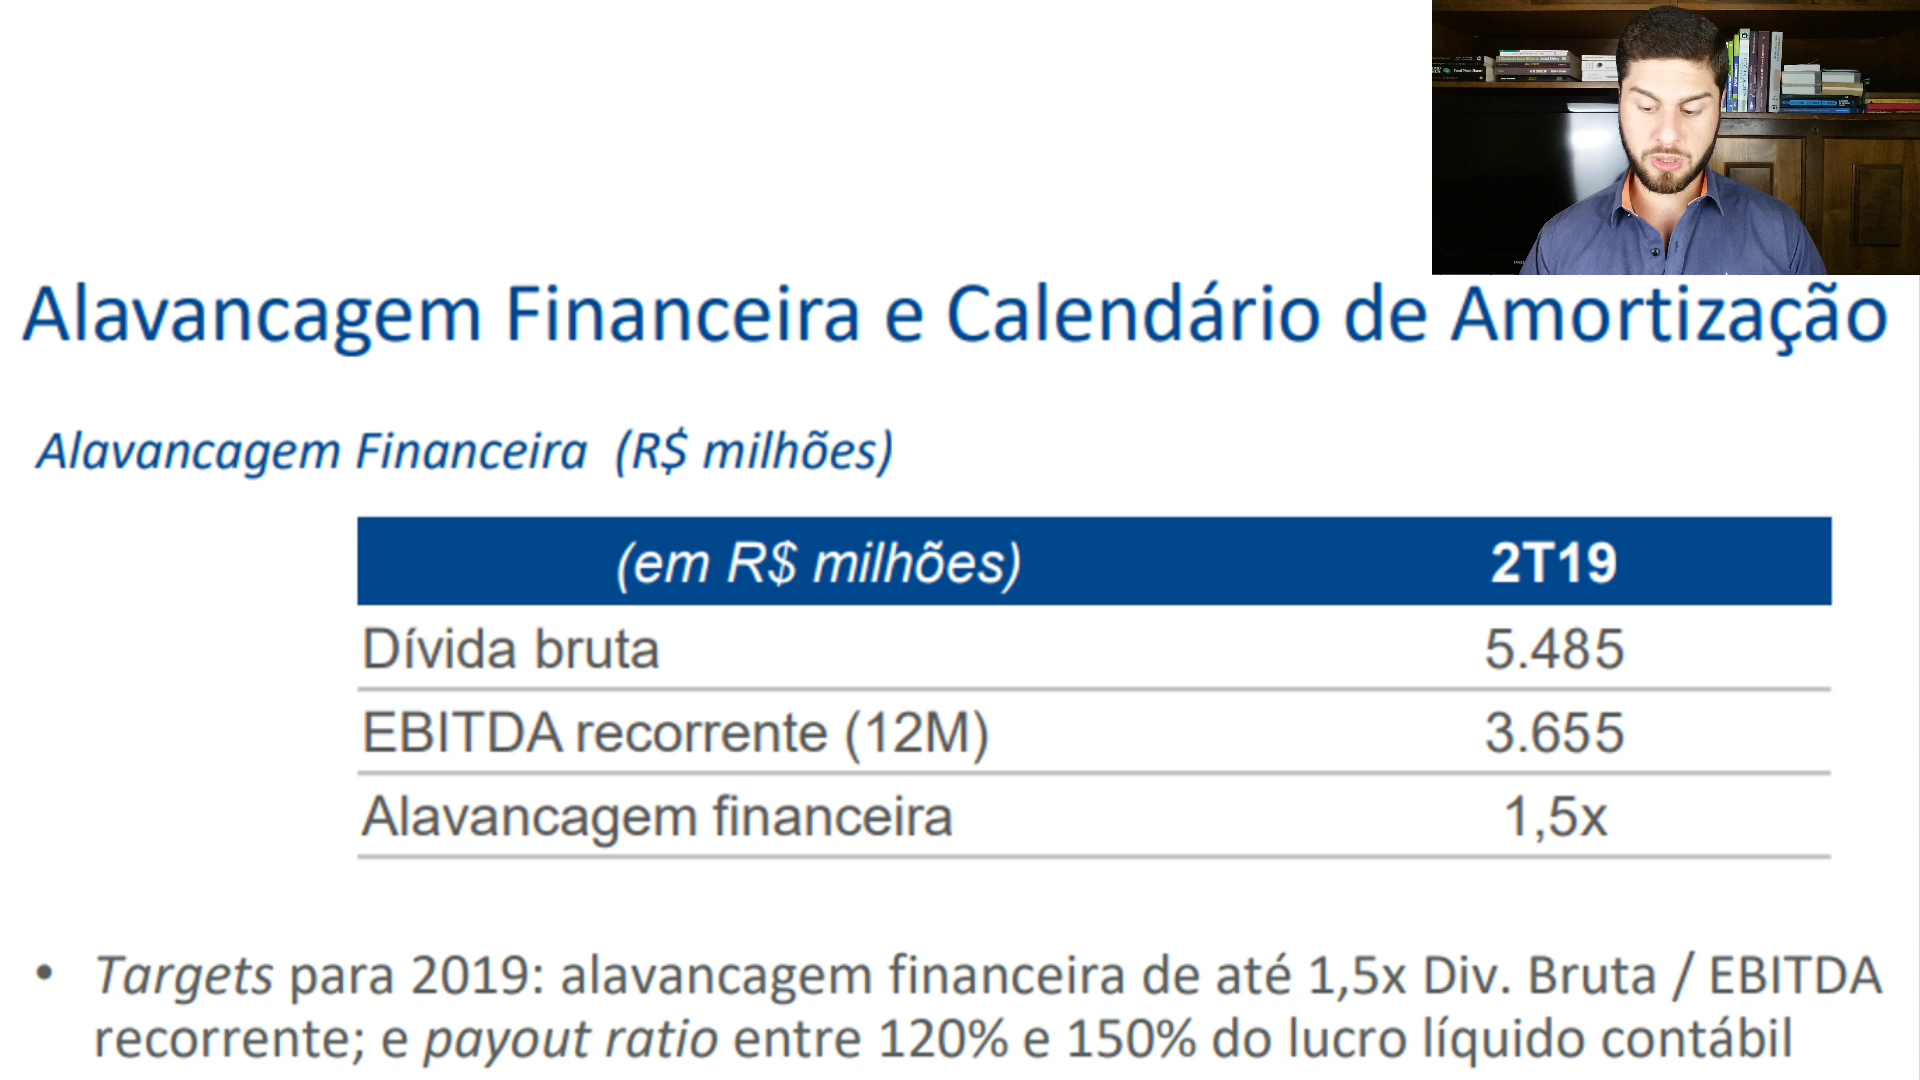 Alavancagem Financeira e Calendário de Amortização
Alavancagem Financeira (R$ milhões)
(em R$ milhões) 2T19
Dívida bruta 5.485
EBITDA recorrente (12M) 3.655
Alavancagem financeira 1,5x
• Targets para 2019: alavancagem financeira de até 1,5x Div. Bruta / EBITDA
recorrente; e payout ratio entre 120% e 150% do lucro líquido contábil